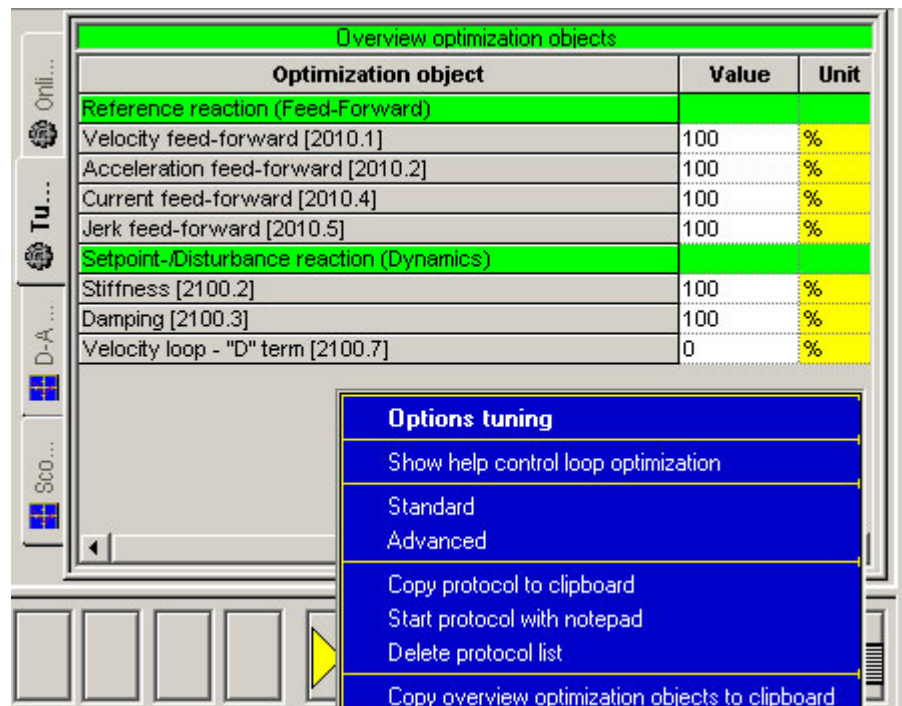 Overview optimization objects
Optimization object Value Unit
Reference reaction (Feed-Forward)
Velocity feed-forward [2010.1] 100 %
Acceleration feed-forward [2010.2] 100 %
Current feed-forward [2010.4] 100 %
Jerk feed-forward [2010.5] 100 %
Setpoint-/Disturbance reaction (Dynamics)
Stiffness [2100.2] 100 %
Damping [2100.3] 100 %
Velocity loop - "D" term [2100.7] 0 %
Onli...
Tu...
D-A ...
Sco...
Options tuning
Show help control loop optimization
Standard
Advanced
Copy protocol to clipboard
Start protocol with notepad
Delete protocol list
Copy overview optimization objects to clipboard